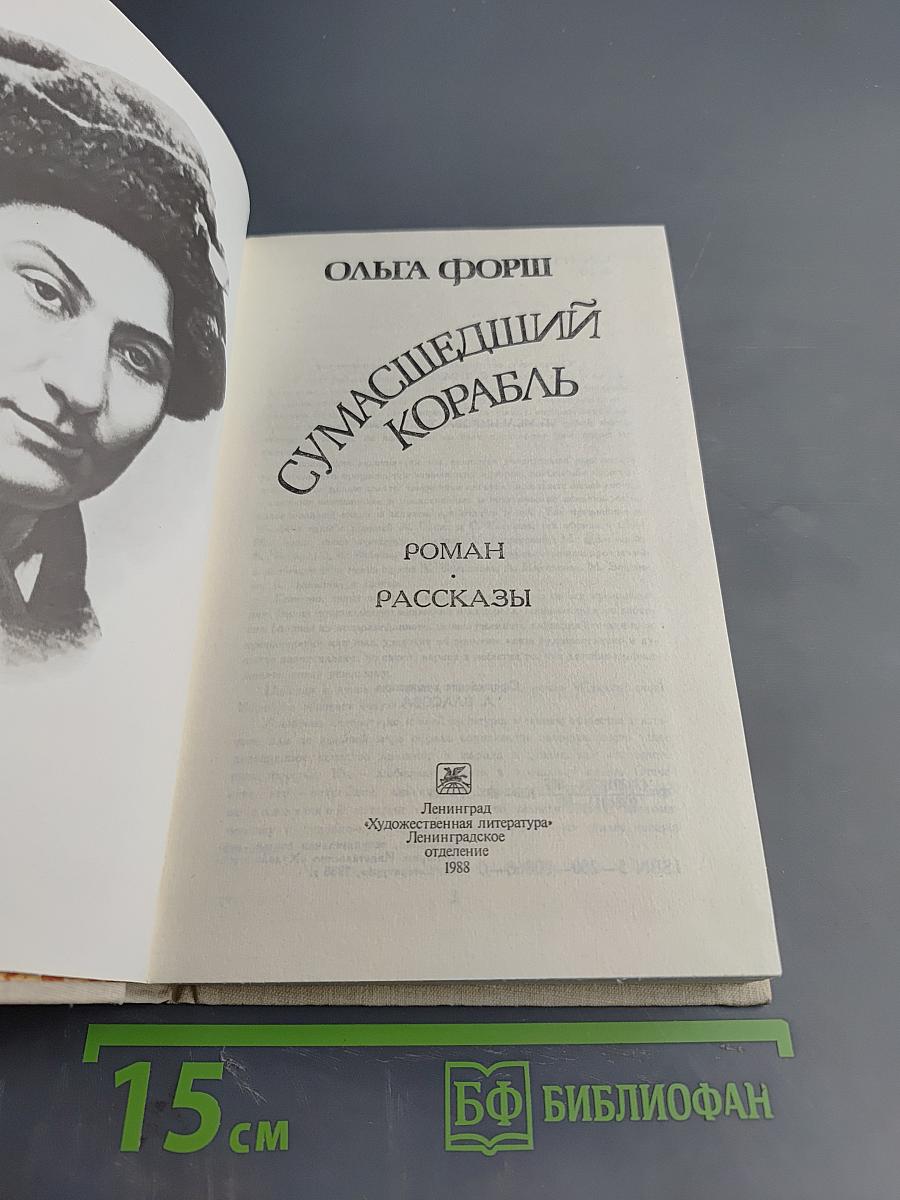 ОЛЬГА ФОРШ
СУМАСШЕДШИЙ
КОРАБЛЬ
РОМАН
·
РАССКАЗЫ
Ленинград
«Художественная литература»
Ленинградское
отделение
1988
15 см
БФ БИБЛИОФАН